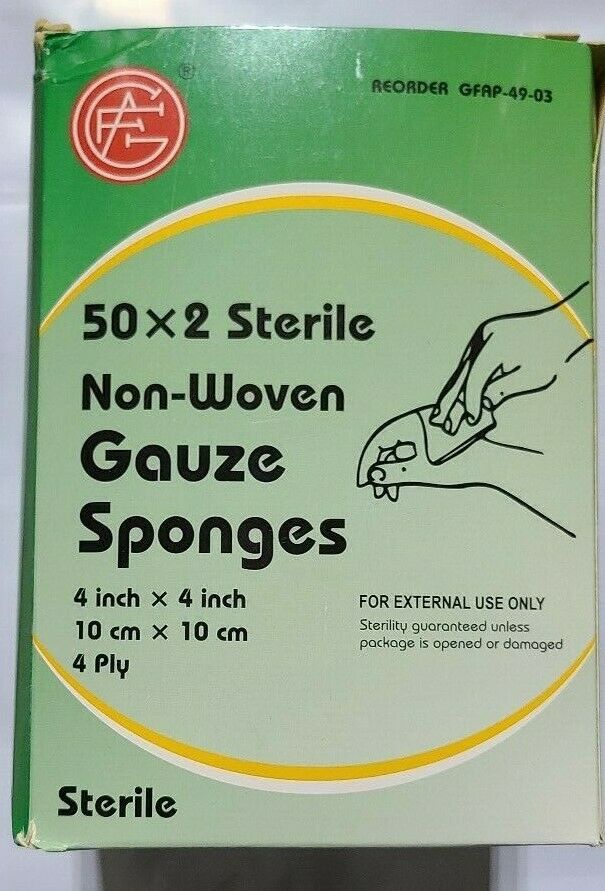 GFA
®
REORDER GFAP-49-03
50×2 Sterile
Non-Woven
Gauze
Sponges
4 inch × 4 inch
10 cm × 10 cm
4 Ply
FOR EXTERNAL USE ONLY
Sterility guaranteed unless
package is opened or damaged
Sterile